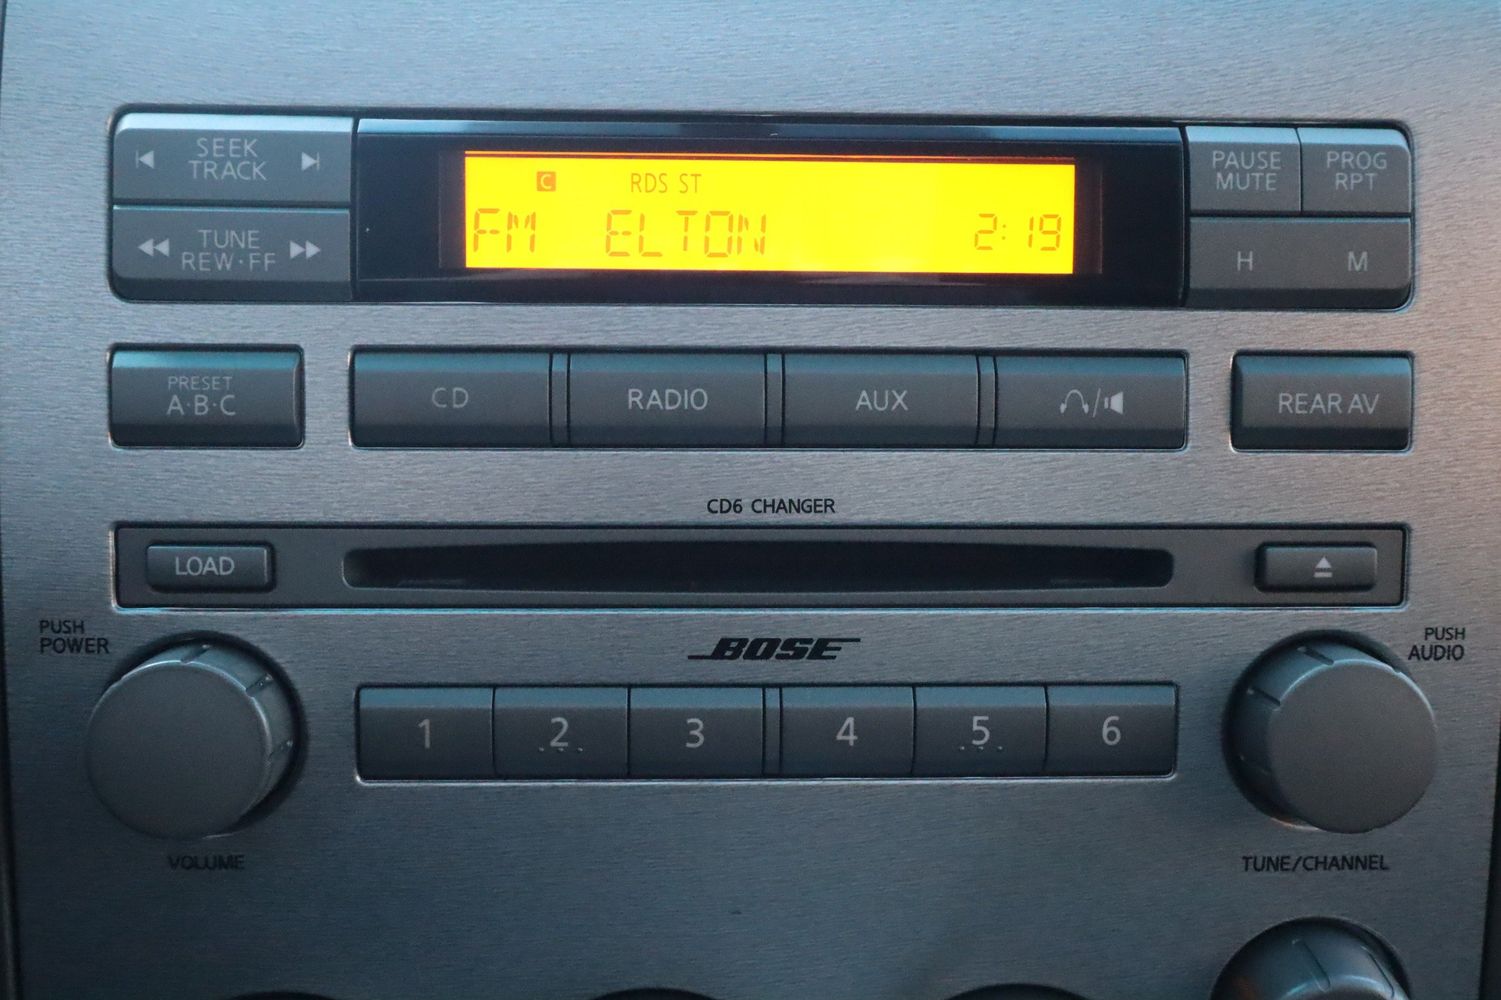 SEEK
TRACK
TUNE
REW·FF
C RDS ST
FM ELTON 2:19
PAUSE
MUTE
PROG
RPT
H M
PRESET
A·B·C
CD RADIO AUX / REAR AV
CD6 CHANGER
LOAD
PUSH
POWER
BOSE
PUSH
AUDIO
1 2 3 4 5 6
VOLUME
TUNE/CHANNEL